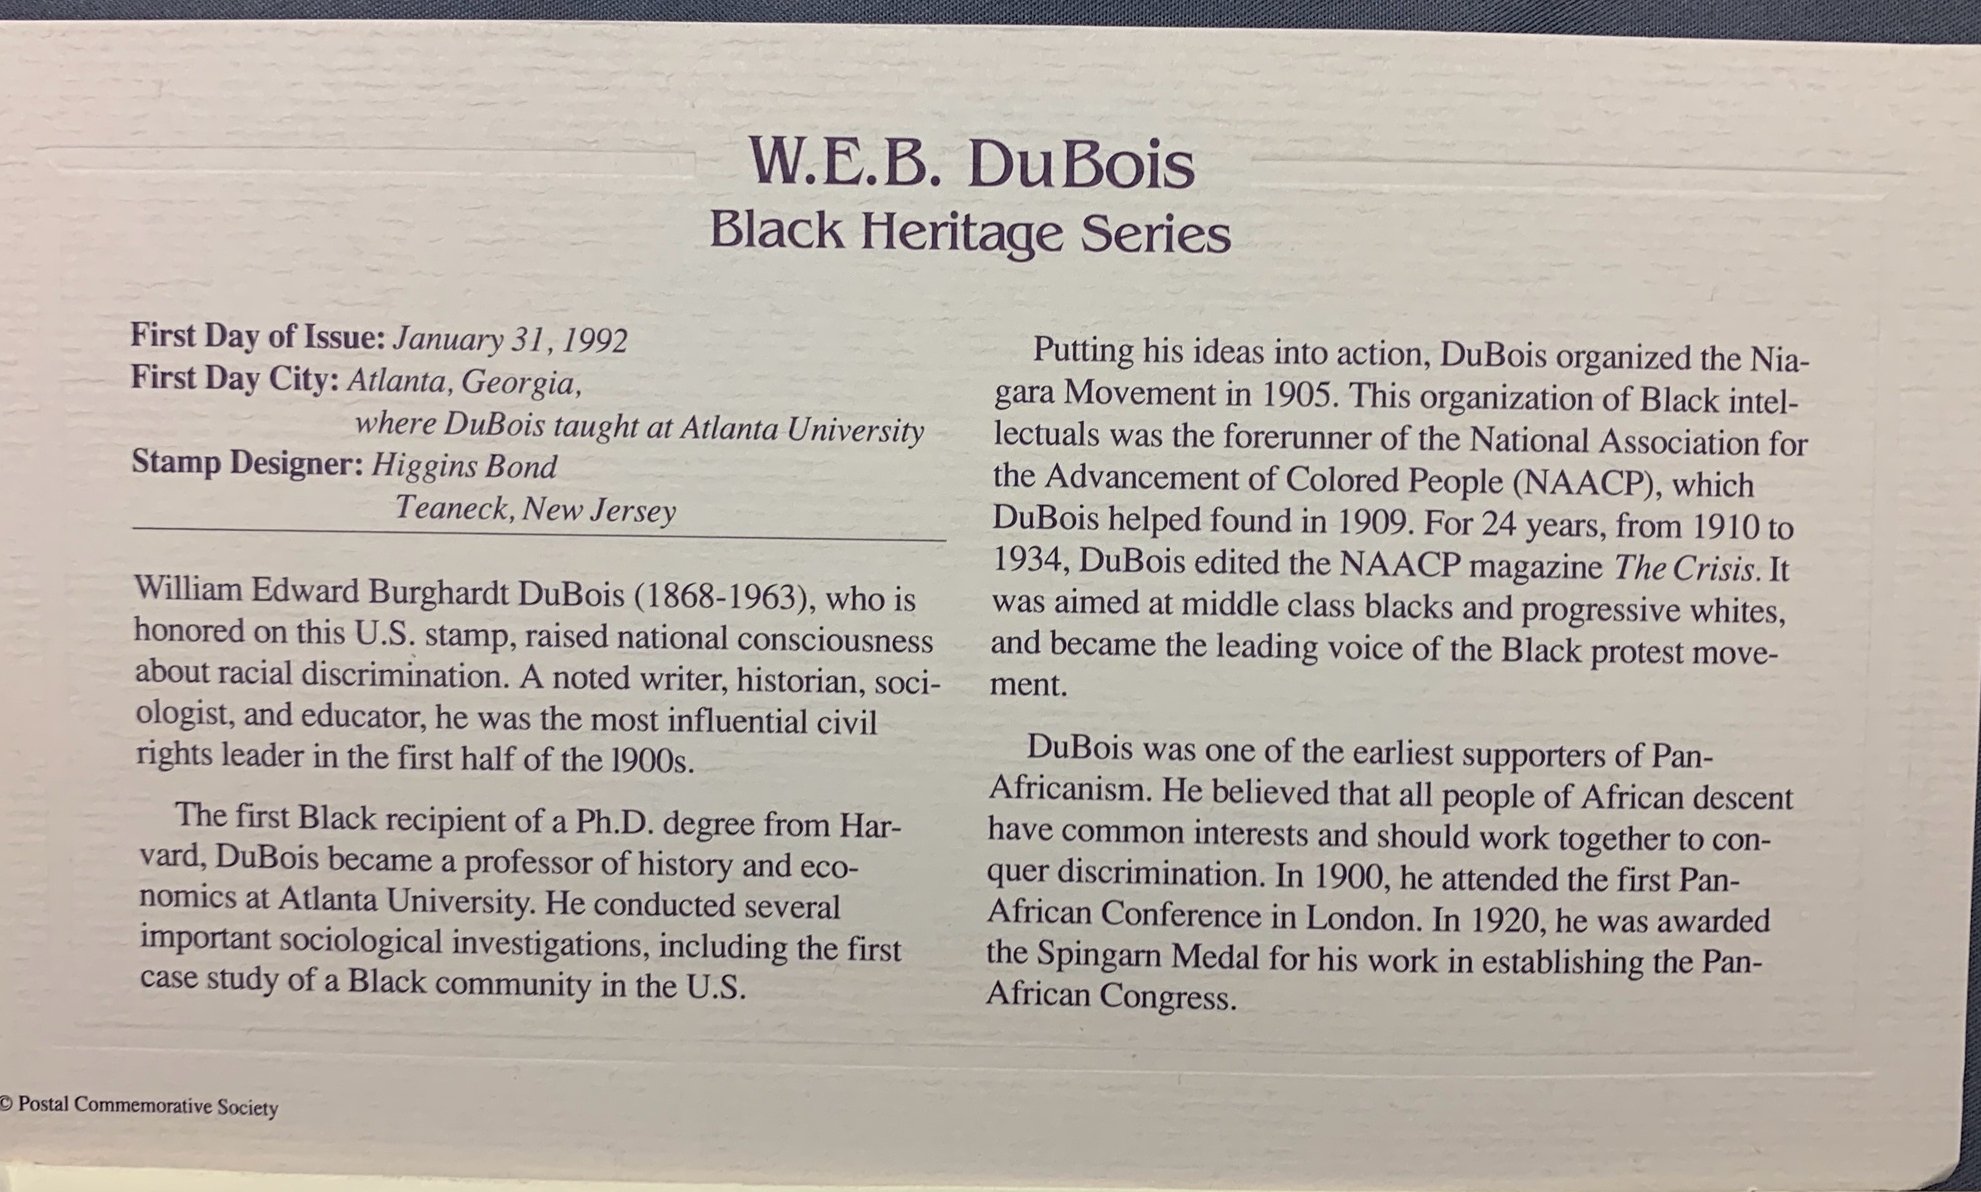 W.E.B. DuBois
Black Heritage Series
First Day of Issue: January 31, 1992
First Day City: Atlanta, Georgia,
where DuBois taught at Atlanta University
Stamp Designer: Higgins Bond
Teaneck, New Jersey
William Edward Burghardt DuBois (1868-1963), who is
honored on this U.S. stamp, raised national consciousness
about racial discrimination. A noted writer, historian, soci-
ologist, and educator, he was the most influential civil
rights leader in the first half of the l900s.
The first Black recipient of a Ph.D. degree from Har-
vard, DuBois became a professor of history and eco-
nomics at Atlanta University. He conducted several
important sociological investigations, including the first
case study of a Black community in the U.S.
Putting his ideas into action, DuBois organized the Nia-
gara Movement in 1905. This organization of Black intel-
lectuals was the forerunner of the National Association for
the Advancement of Colored People (NAACP), which
DuBois helped found in 1909. For 24 years, from 1910 to
1934, DuBois edited the NAACP magazine The Crisis. It
was aimed at middle class blacks and progressive whites,
and became the leading voice of the Black protest move-
ment.
DuBois was one of the earliest supporters of Pan-
Africanism. He believed that all people of African descent
have common interests and should work together to con-
quer discrimination. In 1900, he attended the first Pan-
African Conference in London. In 1920, he was awarded
the Spingarn Medal for his work in establishing the Pan-
African Congress.
© Postal Commemorative Society